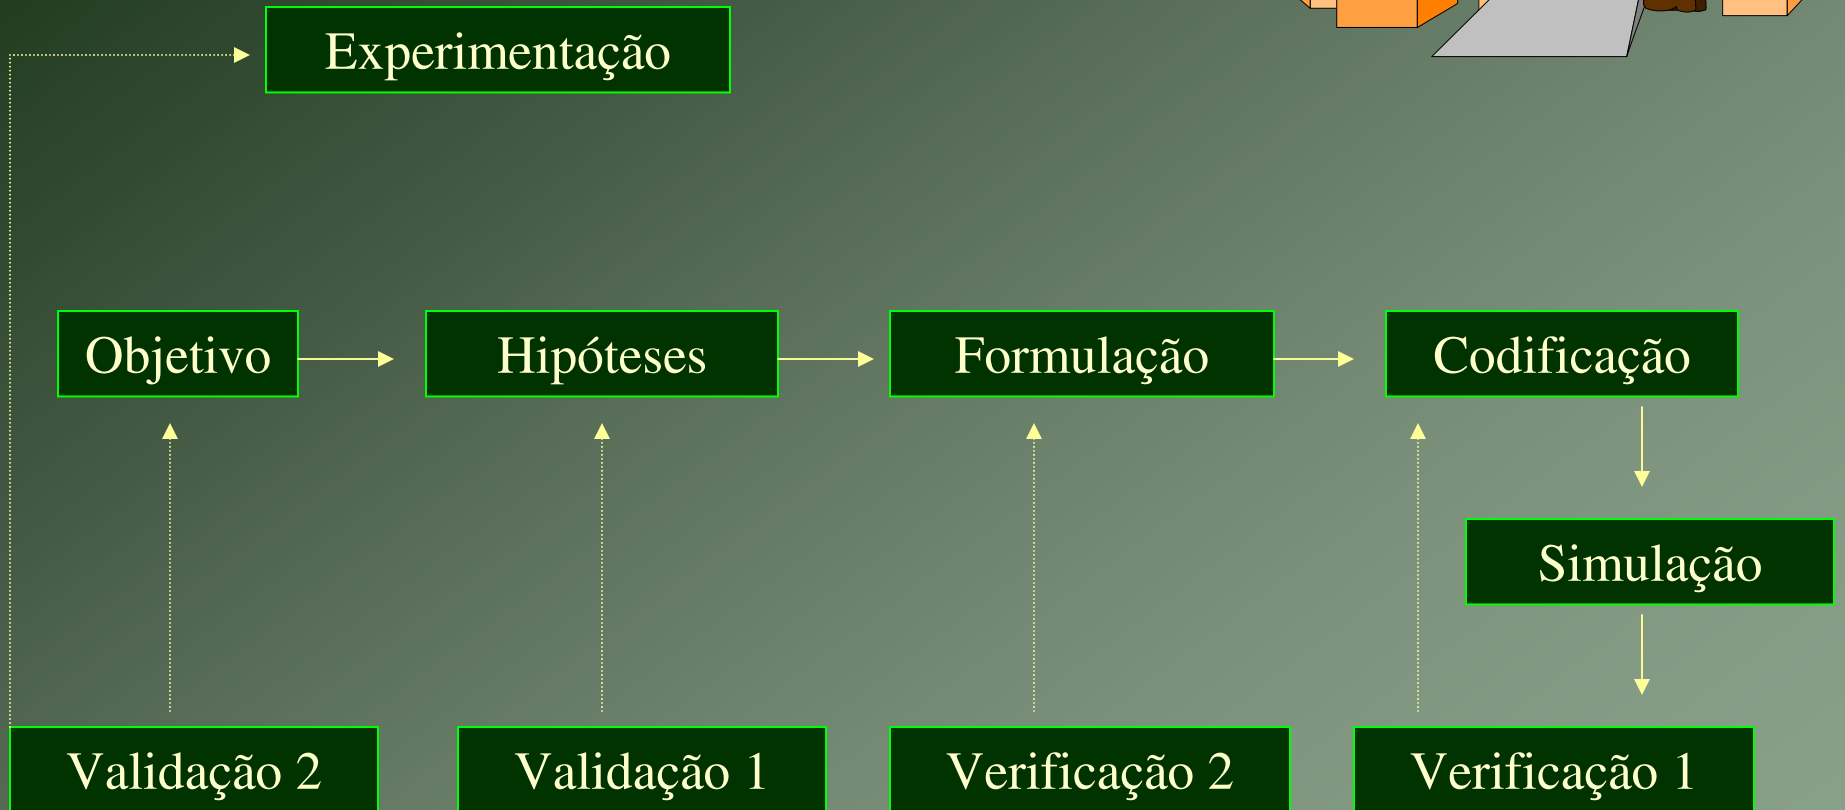 Experimentação
Objetivo
Hipóteses
Formulação
Codificação
Simulação
Validação 2
Validação 1
Verificação 2
Verificação 1